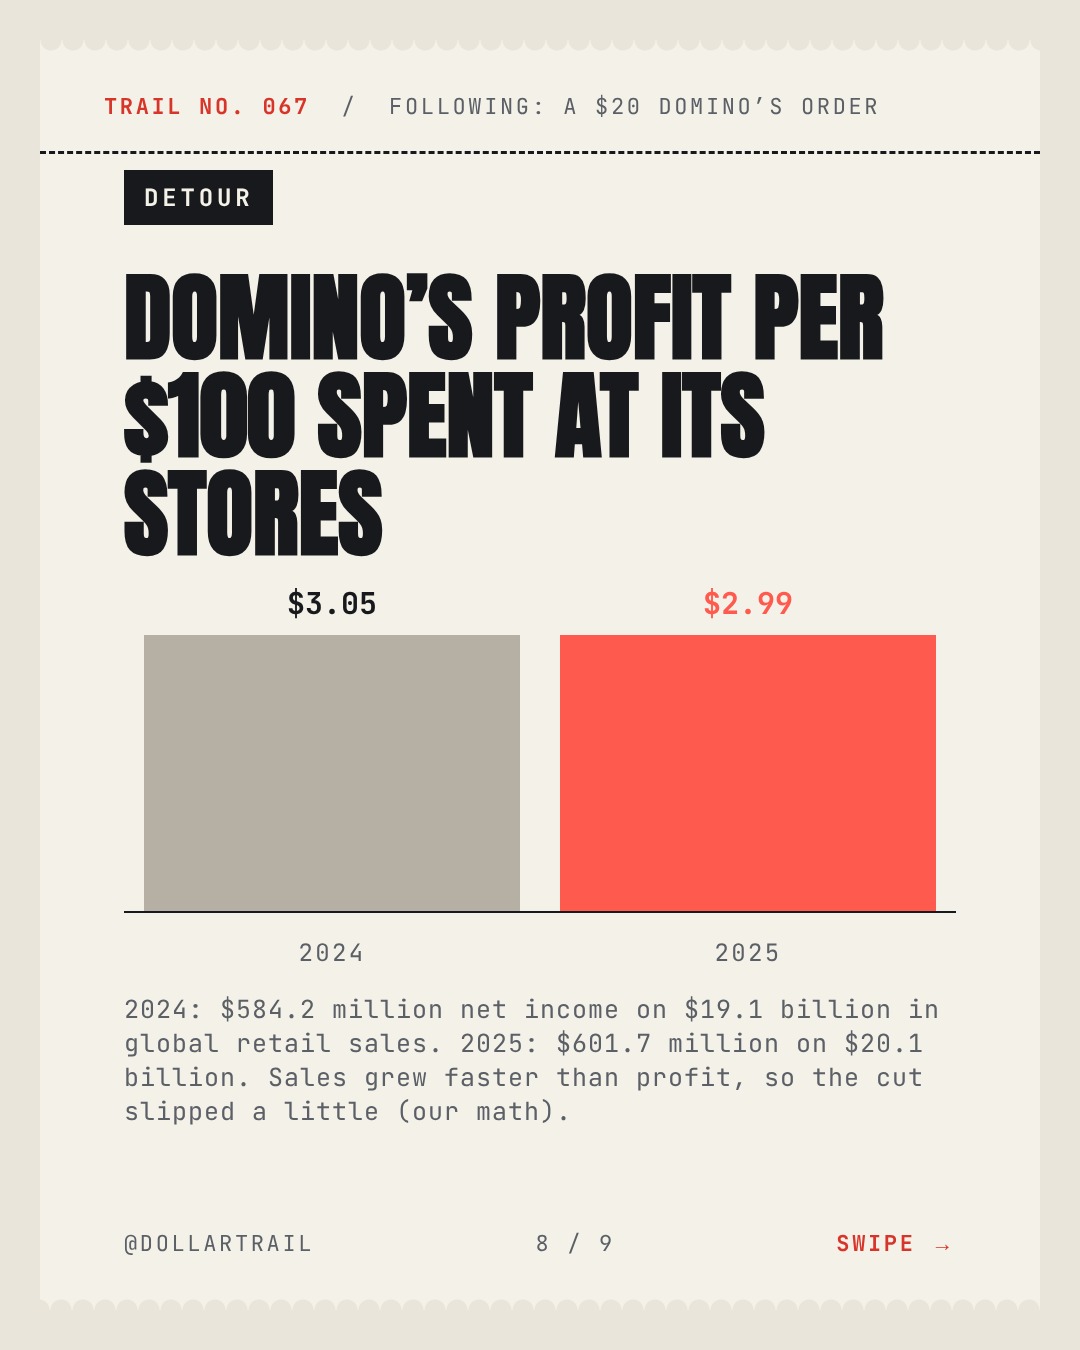 TRAIL NO. 067 / FOLLOWING: A $20 DOMINO’S ORDER
DETOUR
DOMINO’S PROFIT PER
$100 SPENT AT ITS
STORES
$3.05 $2.99
2024 2025
2024: $584.2 million net income on $19.1 billion in
global retail sales. 2025: $601.7 million on $20.1
billion. Sales grew faster than profit, so the cut
slipped a little (our math).
@DOLLARTRAIL 8 / 9 SWIPE →